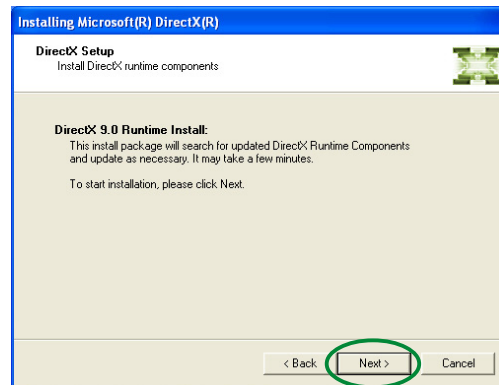 Installing Microsoft(R) DirectX(R)
DirectX Setup
Install DirectX runtime components
DirectX 9.0 Runtime Install:
This install package will search for updated DirectX Runtime Components
and update as necessary. It may take a few minutes.
To start installation, please click Next.
< Back
Next >
Cancel